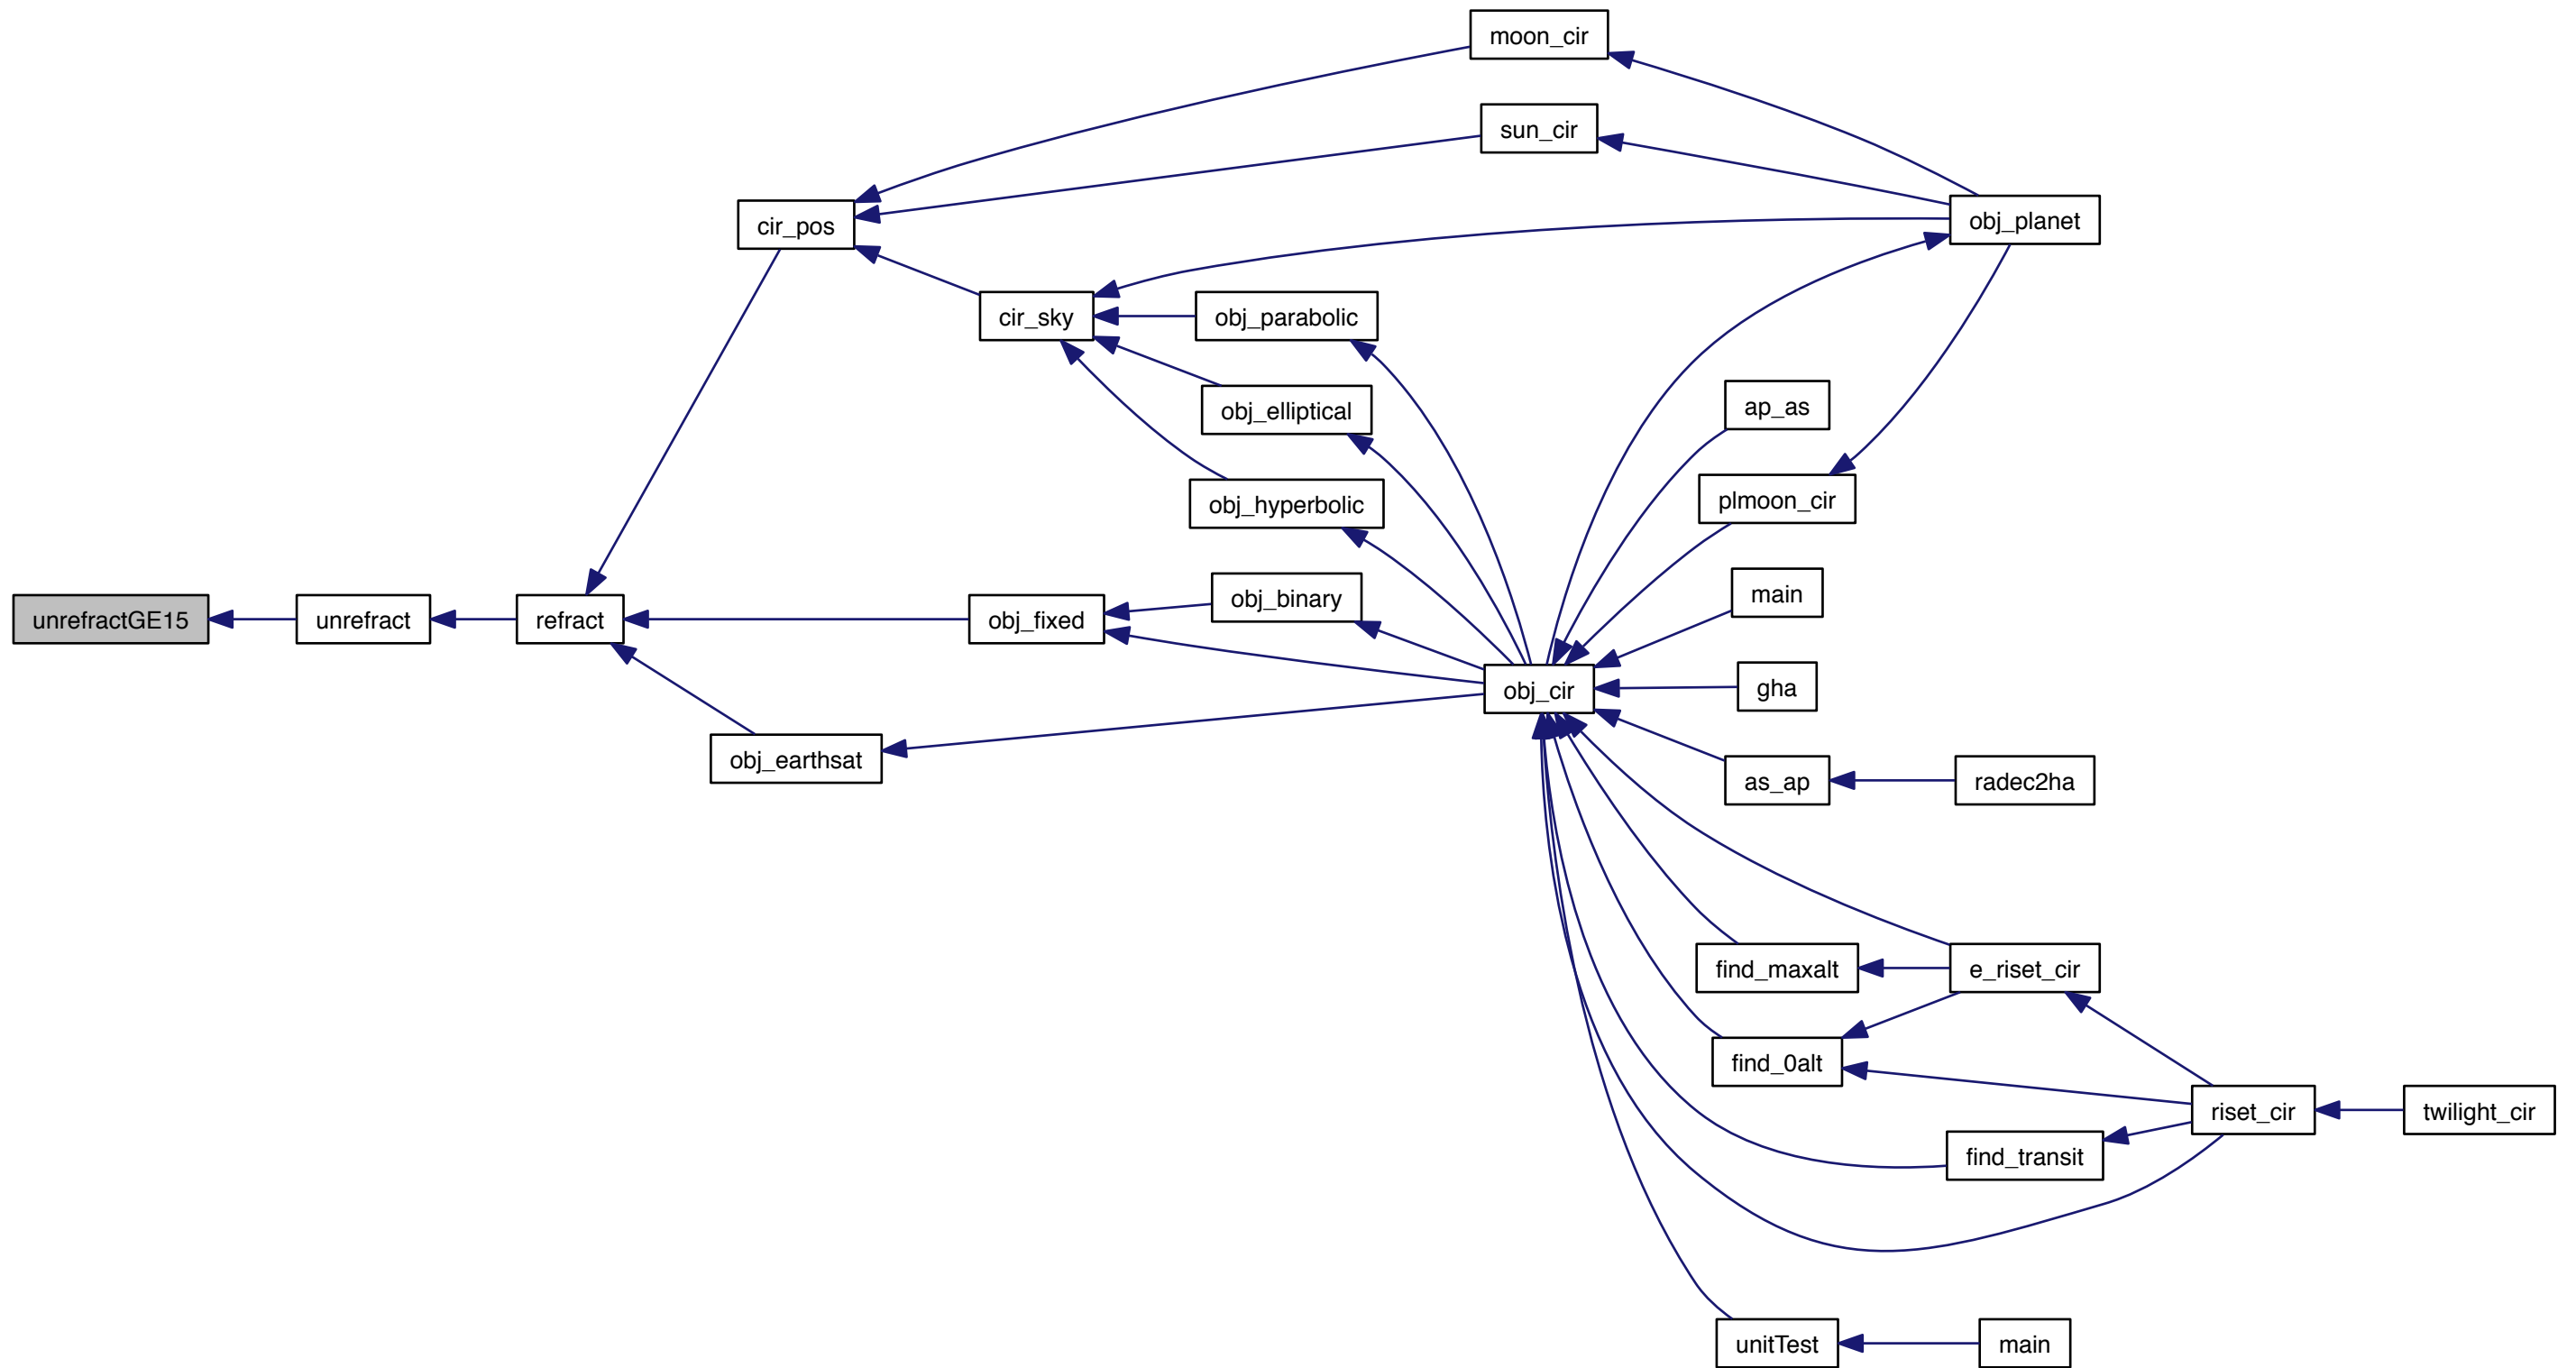 moon_cir
sun_cir
cir_pos
obj_planet
cir_sky
obj_parabolic
obj_elliptical
ap_as
obj_hyperbolic
plmoon_cir
obj_binary
main
unrefractGE15
unrefract
refract
obj_fixed
obj_cir
gha
obj_earthsat
as_ap
radec2ha
find_maxalt
e_riset_cir
find_0alt
riset_cir
twilight_cir
find_transit
unitTest
main